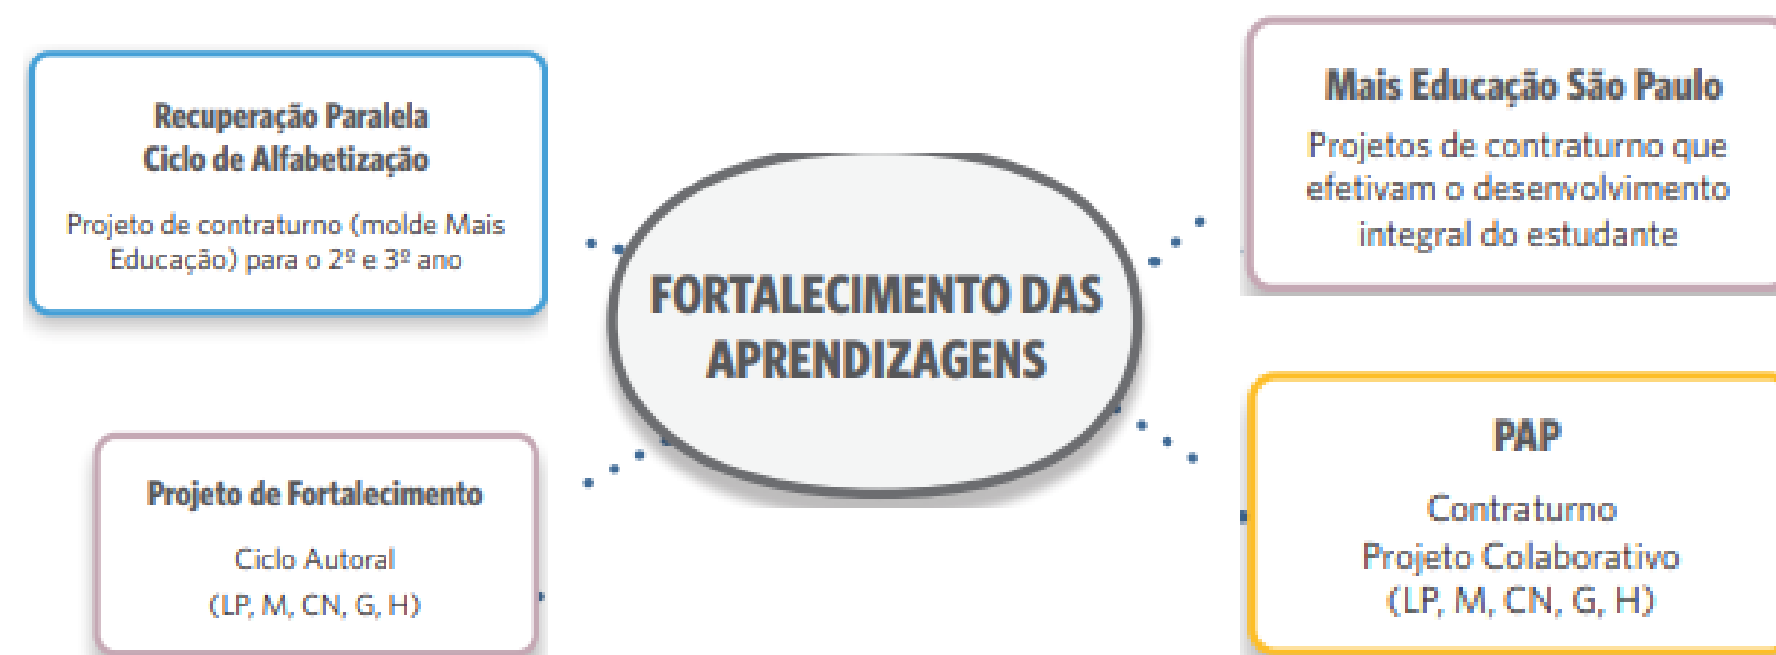 Recuperação Paralela
Ciclo de Alfabetização
Projeto de contraturno (molde Mais
Educação) para o 2º e 3º ano
Mais Educação São Paulo
Projetos de contraturno que
efetivam o desenvolvimento
integral do estudante
FORTALECIMENTO DAS
APRENDIZAGENS
Projeto de Fortalecimento
Ciclo Autoral
(LP, M, CN, G, H)
PAP
Contraturno
Projeto Colaborativo
(LP, M, CN, G, H)